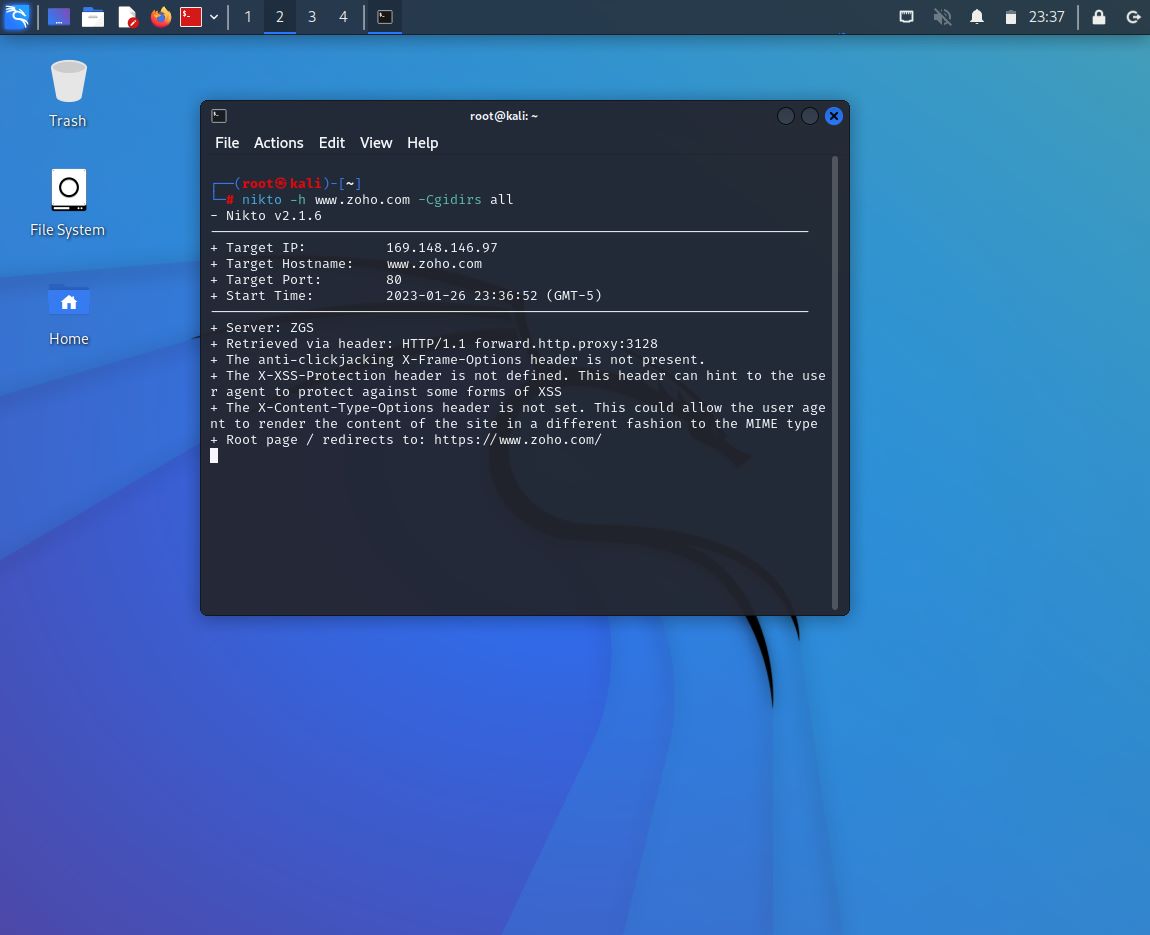 1 2 3 4 23:37
Trash
File System
Home
root@kali: ~
File Actions Edit View Help
┌──(root㉿kali)-[~]
└─# nikto -h www.zoho.com -Cgidirs all
- Nikto v2.1.6
+ Target IP: 169.148.146.97
+ Target Hostname: www.zoho.com
+ Target Port: 80
+ Start Time: 2023-01-26 23:36:52 (GMT-5)
+ Server: ZGS
+ Retrieved via header: HTTP/1.1 forward.http.proxy:3128
+ The anti-clickjacking X-Frame-Options header is not present.
+ The X-XSS-Protection header is not defined. This header can hint to the use
r agent to protect against some forms of XSS
+ The X-Content-Type-Options header is not set. This could allow the user age
nt to render the content of the site in a different fashion to the MIME type
+ Root page / redirects to: https://www.zoho.com/